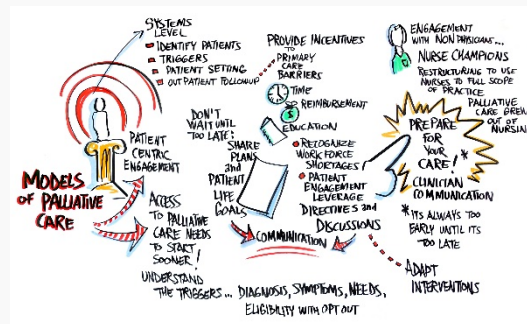 SYSTEMS
LEVEL
IDENTIFY PATIENTS
TRIGGERS
PATIENT SETTING
OUT PATIENT FOLLOWUP
PATIENT
CENTRIC
ENGAGEMENT
MODELS
OF PALLIATIVE
CARE
ACCESS
TO PALLIATIVE
CARE NEEDS
TO START
SOONER!
UNDERSTAND
THE TRIGGERS... DIAGNOSIS, SYMPTOMS, NEEDS,
ELIGIBILITY WITH OPT OUT
DON'T
WAIT UNTIL
TOO LATE:
SHARE
PLANS
and
PATIENT
LIFE
GOALS
COMMUNICATION
PROVIDE INCENTIVES
TO
PRIMARY
CARE
BARRIERS
TIME
$
REIMBURSEMENT
EDUCATION
RECOGNIZE
WORKFORCE
SHORTAGES!
PATIENT
ENGAGEMENT
LEVERAGE
DIRECTIVES and
DISCUSSIONS
ENGAGEMENT
WITH NON PHYSICIANS...
NURSE CHAMPIONS
RESTRUCTURING TO USE
NURSES TO FULL SCOPE
OF PRACTICE
PALLIATIVE
CARE GREW
OUT OF
NURSIN
PREPARE
FOR
YOUR
CARE! *
CLINICIAN
COMMUNICATION
* IT'S ALWAYS TOO
EARLY UNTIL ITS
TOO LATE
ADAPT
INTERVENTIONS